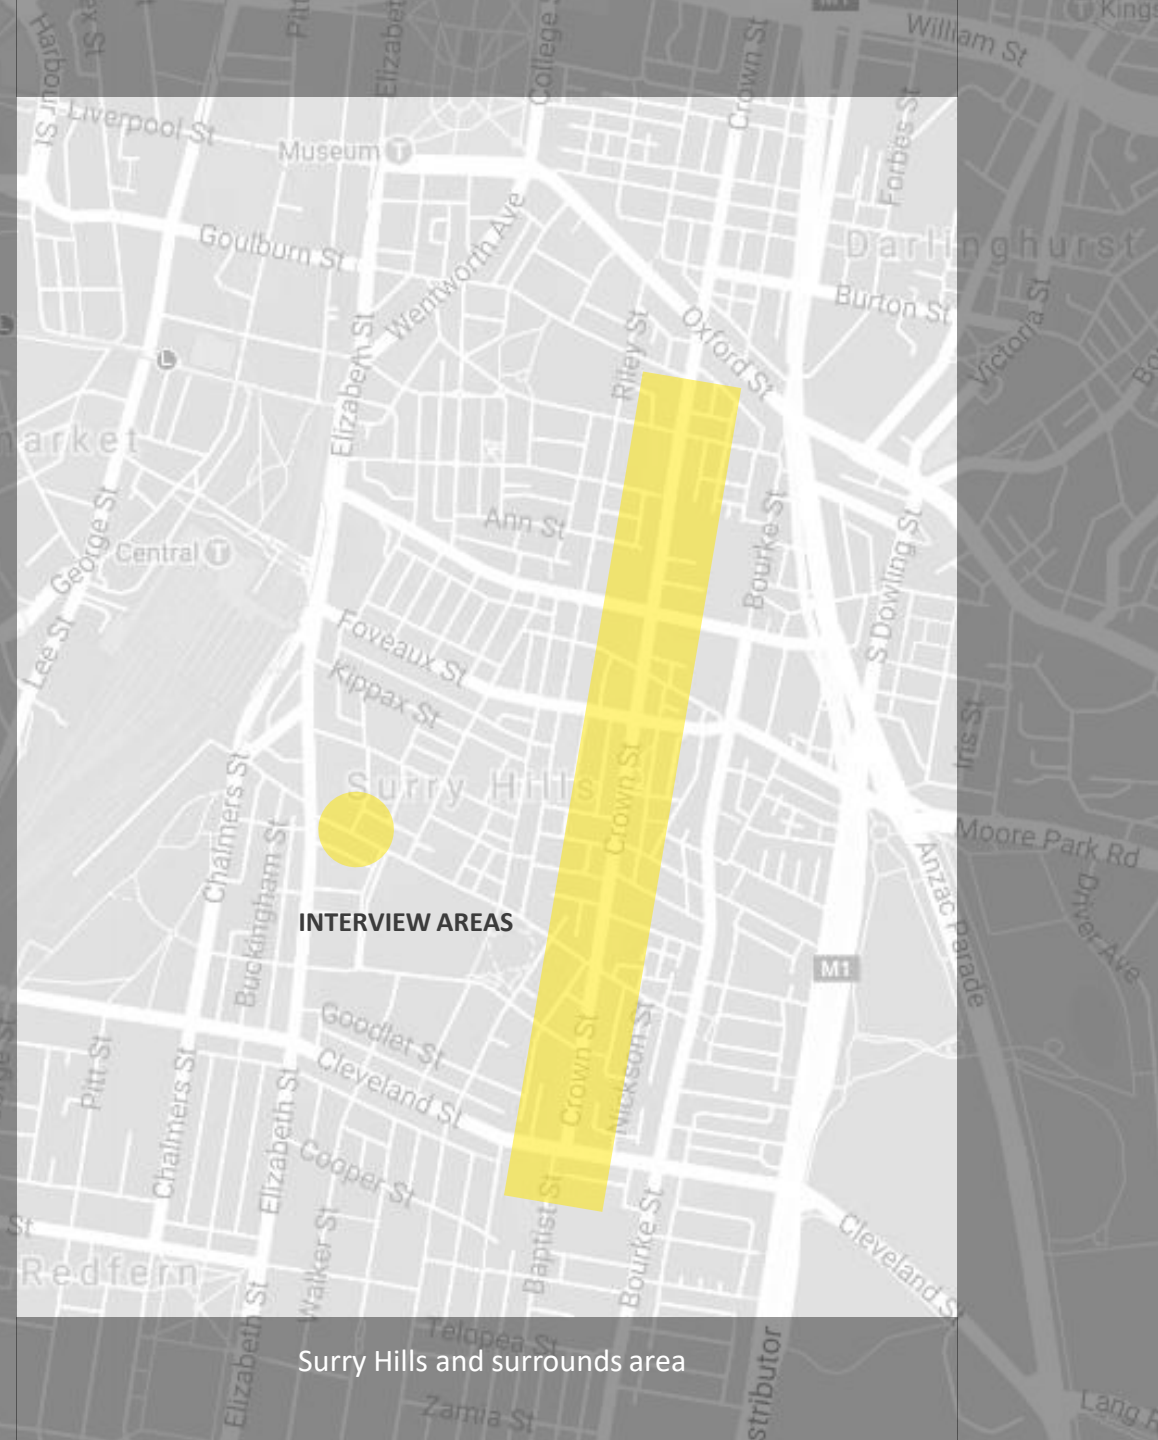 Harbour St
Pitt
Elizabet
College
Crown St
M1
William St
Kings
Liverpool St
Museum
T
Forbes St
Goulburn St
Wentworth Ave
Darlinghurst
Burton St
Victoria St
L
L
Elizabeth St
Riley St
Oxford St
market
Ann St
George St
Central T
Bourke St
S Dowling St
Lee St
Foveaux St
Kippax St
Iris St
Surry Hills
Crown St
Chalmers St
Buckingham St
Moore Park Rd
Anzac Parade
Driver Ave
INTERVIEW AREAS
M1
Goodlet St
Cleveland St
Crown St
Nickson St
Pitt St
Chalmers St
Elizabeth St
Cooper St
Walker St
Baptist St
Bourke St
Cleveland St
St
Redfern
Elizabeth St
Telopea St
Surry Hills and surrounds area
Zamia St
stributor
Lang R